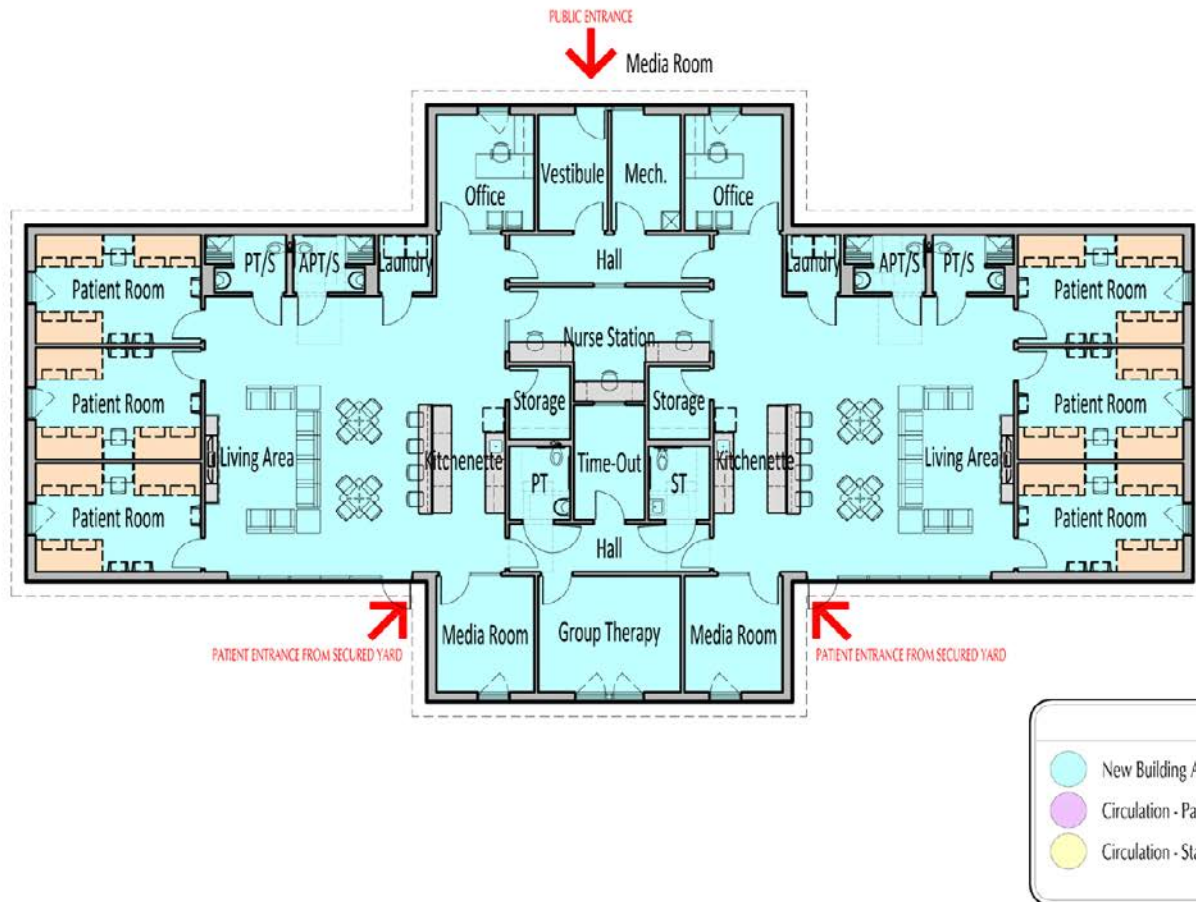 PUBLIC ENTRANCE
Media Room
Office
Vestibule
Mech.
Office
PT/S
APT/S
Laundry
Hall
Laundry
APT/S
PT/S
Patient Room
Patient Room
Nurse Station
Patient Room
Storage
Storage
Patient Room
Living Area
Kitchenette
PT
Time-Out
ST
Kitchenette
Living Area
Patient Room
Patient Room
Hall
Media Room
Group Therapy
Media Room
PATIENT ENTRANCE FROM SECURED YARD
PATIENT ENTRANCE FROM SECURED YARD
New Building A
Circulation - Pa
Circulation - Sta